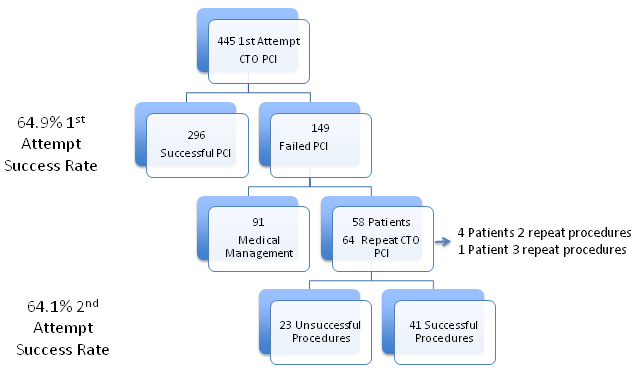 445 1st Attempt
CTO PCI
64.9% 1st
Attempt
Success Rate
296
Successful PCI
149
Failed PCI
91
Medical
Management
58 Patients
64 Repeat CTO
PCI
4 Patients 2 repeat procedures
1 Patient 3 repeat procedures
64.1% 2nd
Attempt
Success Rate
23 Unsuccessful
Procedures
41 Successful
Procedures